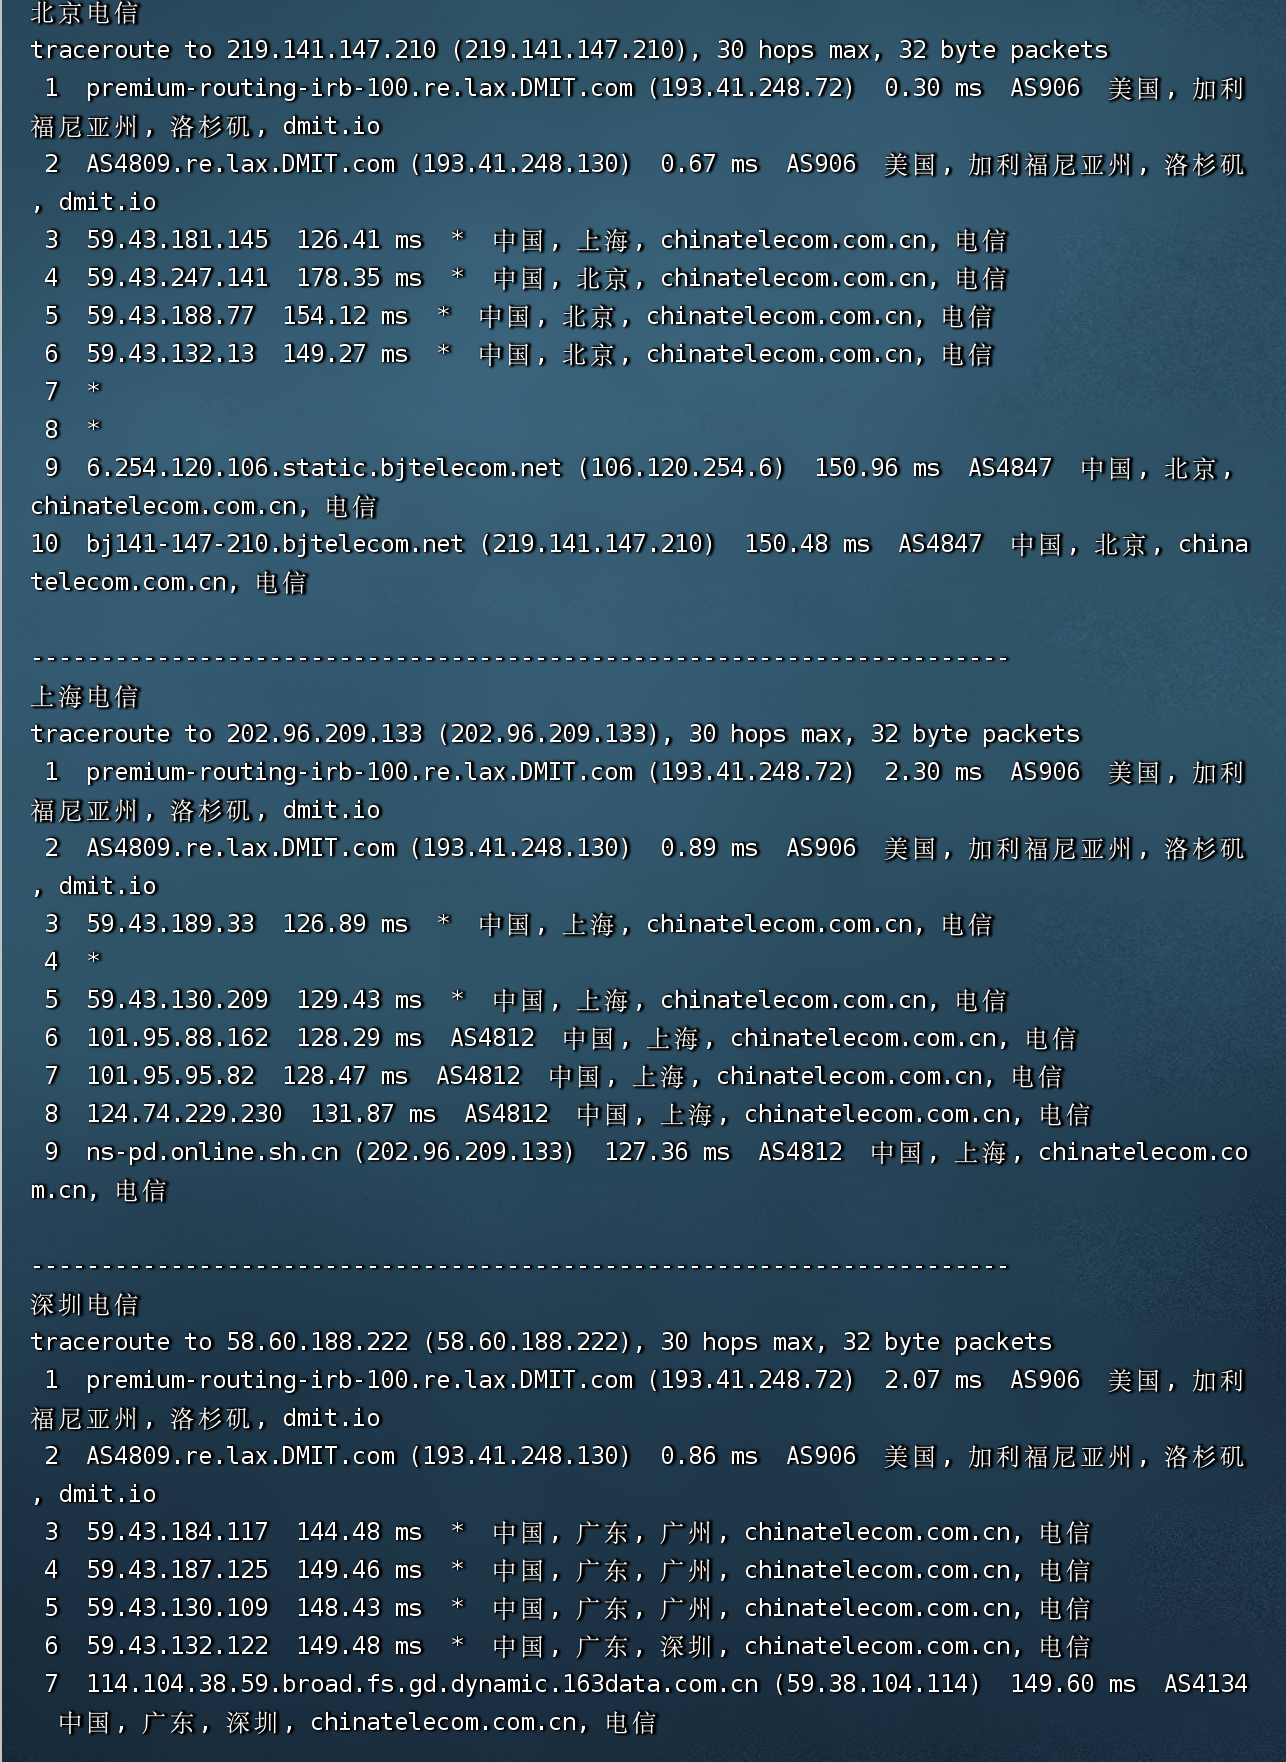 北京电信
traceroute to 219.141.147.210 (219.141.147.210), 30 hops max, 32 byte packets
 1  premium-routing-irb-100.re.lax.DMIT.com (193.41.248.72)  0.30 ms  AS906  美国, 加利
福尼亚州, 洛杉矶, dmit.io
 2  AS4809.re.lax.DMIT.com (193.41.248.130)  0.67 ms  AS906  美国, 加利福尼亚州, 洛杉矶
, dmit.io
 3  59.43.181.145  126.41 ms  *  中国, 上海, chinatelecom.com.cn, 电信
 4  59.43.247.141  178.35 ms  *  中国, 北京, chinatelecom.com.cn, 电信
 5  59.43.188.77  154.12 ms  *  中国, 北京, chinatelecom.com.cn, 电信
 6  59.43.132.13  149.27 ms  *  中国, 北京, chinatelecom.com.cn, 电信
 7  *
 8  *
 9  6.254.120.106.static.bjtelecom.net (106.120.254.6)  150.96 ms  AS4847  中国, 北京,
chinatelecom.com.cn, 电信
10  bj141-147-210.bjtelecom.net (219.141.147.210)  150.48 ms  AS4847  中国, 北京, china
telecom.com.cn, 电信
----------------------------------------------------------------------
上海电信
traceroute to 202.96.209.133 (202.96.209.133), 30 hops max, 32 byte packets
 1  premium-routing-irb-100.re.lax.DMIT.com (193.41.248.72)  2.30 ms  AS906  美国, 加利
福尼亚州, 洛杉矶, dmit.io
 2  AS4809.re.lax.DMIT.com (193.41.248.130)  0.89 ms  AS906  美国, 加利福尼亚州, 洛杉矶
, dmit.io
 3  59.43.189.33  126.89 ms  *  中国, 上海, chinatelecom.com.cn, 电信
 4  *
 5  59.43.130.209  129.43 ms  *  中国, 上海, chinatelecom.com.cn, 电信
 6  101.95.88.162  128.29 ms  AS4812  中国, 上海, chinatelecom.com.cn, 电信
 7  101.95.95.82  128.47 ms  AS4812  中国, 上海, chinatelecom.com.cn, 电信
 8  124.74.229.230  131.87 ms  AS4812  中国, 上海, chinatelecom.com.cn, 电信
 9  ns-pd.online.sh.cn (202.96.209.133)  127.36 ms  AS4812  中国, 上海, chinatelecom.co
m.cn, 电信
----------------------------------------------------------------------
深圳电信
traceroute to 58.60.188.222 (58.60.188.222), 30 hops max, 32 byte packets
 1  premium-routing-irb-100.re.lax.DMIT.com (193.41.248.72)  2.07 ms  AS906  美国, 加利
福尼亚州, 洛杉矶, dmit.io
 2  AS4809.re.lax.DMIT.com (193.41.248.130)  0.86 ms  AS906  美国, 加利福尼亚州, 洛杉矶
, dmit.io
 3  59.43.184.117  144.48 ms  *  中国, 广东, 广州, chinatelecom.com.cn, 电信
 4  59.43.187.125  149.46 ms  *  中国, 广东, 广州, chinatelecom.com.cn, 电信
 5  59.43.130.109  148.43 ms  *  中国, 广东, 广州, chinatelecom.com.cn, 电信
 6  59.43.132.122  149.48 ms  *  中国, 广东, 深圳, chinatelecom.com.cn, 电信
 7  114.104.38.59.broad.fs.gd.dynamic.163data.com.cn (59.38.104.114)  149.60 ms  AS4134
  中国, 广东, 深圳, chinatelecom.com.cn, 电信